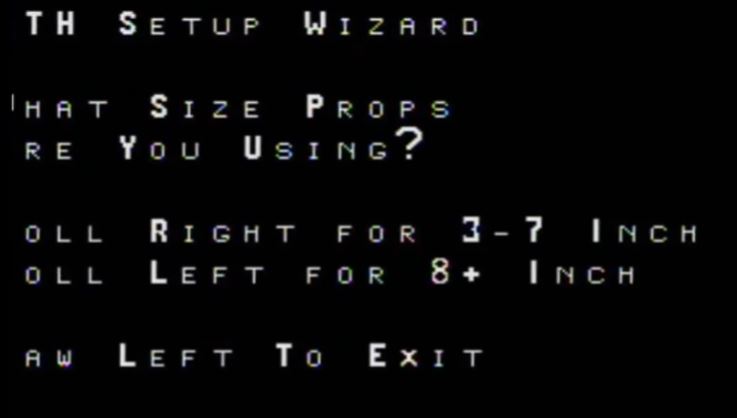 TH Setup Wizard
hat Size Props
re You Using?
oll Right for 3-7 Inch
oll Left for 8+ Inch
aw Left To Exit